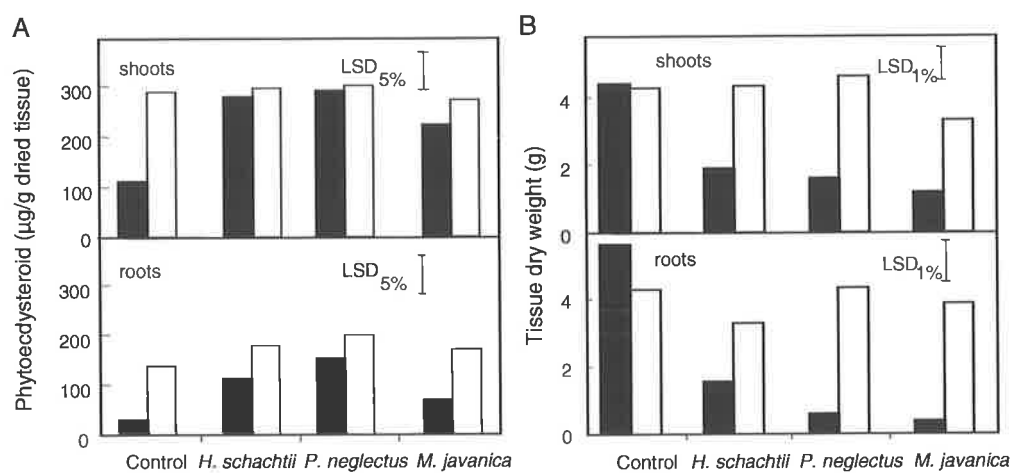 A
shoots
LSD5%
300
200
100
0
roots
LSD5%
300
200
100
0
Phytoecdysteroid (µg/g dried tissue)
Control H. schachtii P. neglectus M. javanica
B
shoots
LSD1%
4
2
0
roots
LSD1%
4
2
0
Tissue dry weight (g)
Control H. schachtii P. neglectus M. javanica